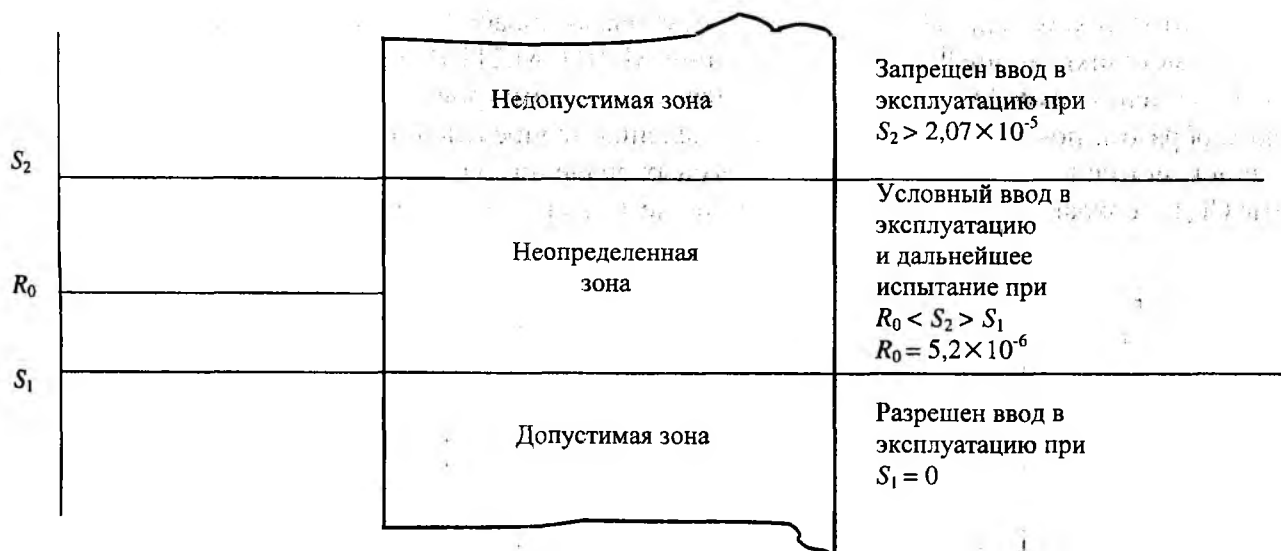 Недопустимая зона
Запрещен ввод в
эксплуатацию при
S₂ > 2,07×10⁻⁵
S₂
Неопределенная
зона
Условный ввод в
эксплуатацию
и дальнейшее
испытание при
R₀ < S₂ > S₁
R₀ = 5,2×10⁻⁶
R₀
S₁
Допустимая зона
Разрешен ввод в
эксплуатацию при
S₁ = 0